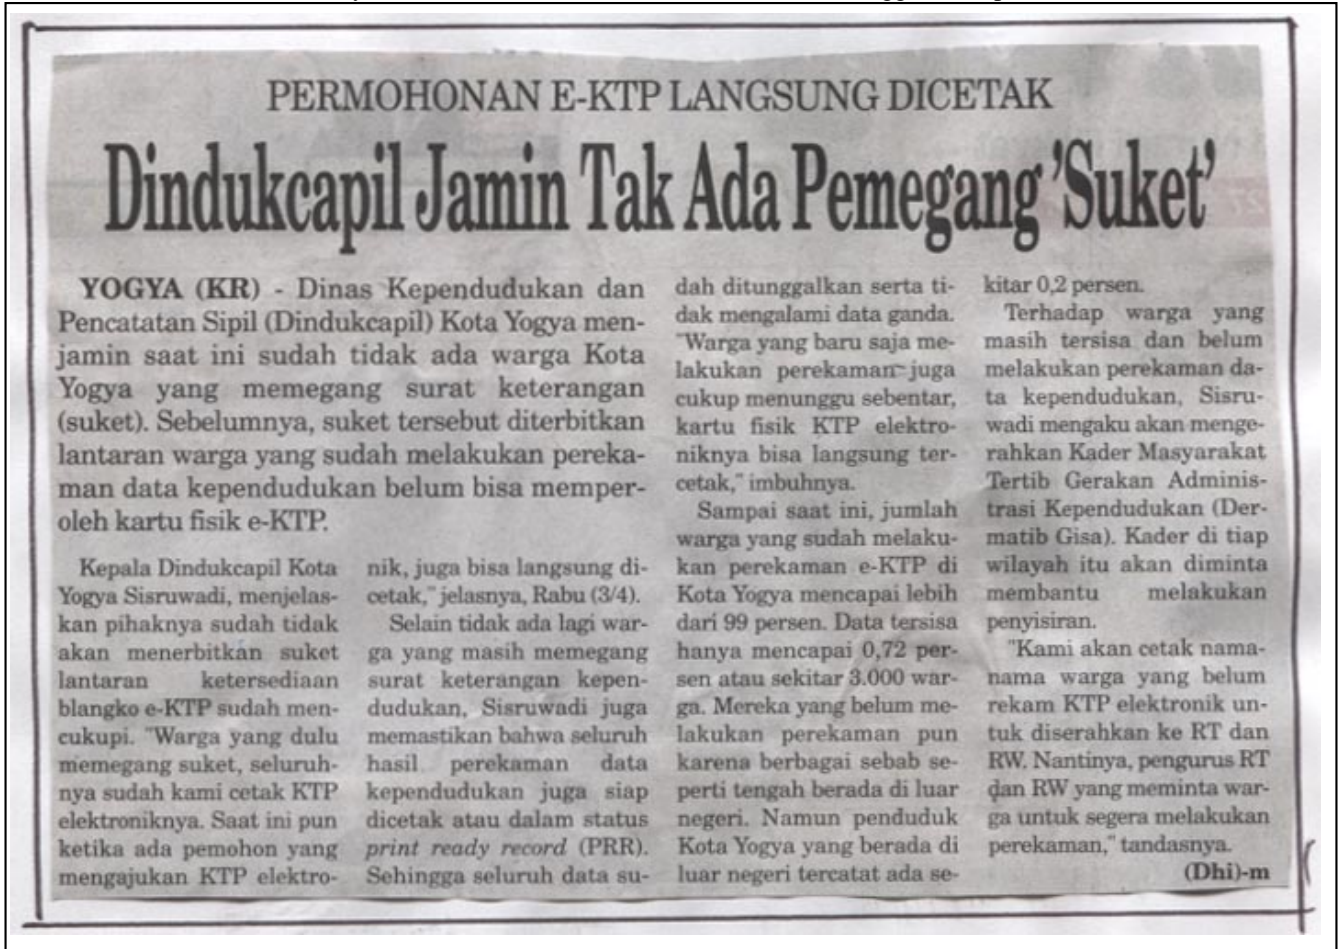 PERMOHONAN E-KTP LANGSUNG DICETAK
Dindukcapil Jamin Tak Ada Pemegang 'Suket'
YOGYA (KR) - Dinas Kependudukan dan
Pencatatan Sipil (Dindukcapil) Kota Yogya men-
jamin saat ini sudah tidak ada warga Kota
Yogya yang memegang surat keterangan
(suket). Sebelumnya, suket tersebut diterbitkan
lantaran warga yang sudah melakukan pereka-
man data kependudukan belum bisa memper-
oleh kartu fisik e-KTP.
Kepala Dindukcapil Kota
Yogya Sisruwadi, menjelas-
kan pihaknya sudah tidak
akan menerbitkan suket
lantaran ketersediaan
blangko e-KTP sudah men-
cukupi. "Warga yang dulu
memegang suket, seluruh-
nya sudah kami cetak KTP
elektroniknya. Saat ini pun
ketika ada pemohon yang
mengajukan KTP elektro-
nik, juga bisa langsung di-
cetak," jelasnya, Rabu (3/4).
Selain tidak ada lagi war-
ga yang masih memegang
surat keterangan kepen-
dudukan, Sisruwadi juga
memastikan bahwa seluruh
hasil perekaman data
kependudukan juga siap
dicetak atau dalam status
print ready record (PRR).
Sehingga seluruh data su-
dah ditunggalkan serta ti-
dak mengalami data ganda.
"Warga yang baru saja me-
lakukan perekaman juga
cukup menunggu sebentar,
kartu fisik KTP elektro-
niknya bisa langsung ter-
cetak," imbuhnya.
Sampai saat ini, jumlah
warga yang sudah melaku-
kan perekaman e-KTP di
Kota Yogya mencapai lebih
dari 99 persen. Data tersisa
hanya mencapai 0,72 per-
sen atau sekitar 3.000 war-
ga. Mereka yang belum me-
lakukan perekaman pun
karena berbagai sebab se-
perti tengah berada di luar
negeri. Namun penduduk
Kota Yogya yang berada di
luar negeri tercatat ada se-
kitar 0,2 persen.
Terhadap warga yang
masih tersisa dan belum
melakukan perekaman da-
ta kependudukan, Sisru-
wadi mengaku akan menge-
rahkan Kader Masyarakat
Tertib Gerakan Adminis-
trasi Kependudukan (Der-
matib Gisa). Kader di tiap
wilayah itu akan diminta
membantu melakukan
penyisiran.
"Kami akan cetak nama-
nama warga yang belum
rekam KTP elektronik un-
tuk diserahkan ke RT dan
RW. Nantinya, pengurus RT
dan RW yang meminta war-
ga untuk segera melakukan
perekaman," tandasnya.
(Dhi)-m